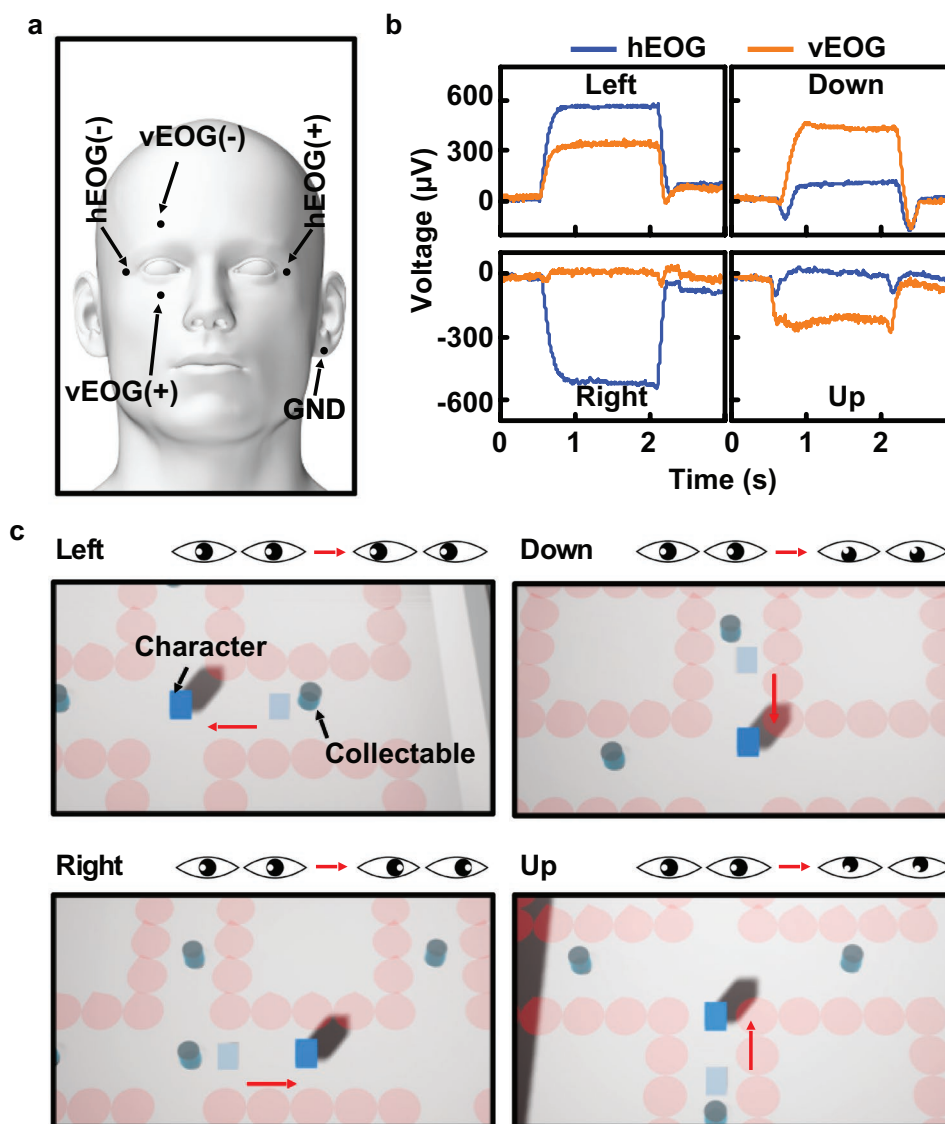 a
hEOG(-)
vEOG(-)
hEOG(+)
vEOG(+)
GND
b
hEOG
vEOG
Left
Down
600
300
0
Voltage (µV)
0
-300
-600
Right
Up
0
1
2
0
1
2
Time (s)
c
Left
Character
Collectable
Down
Right
Up